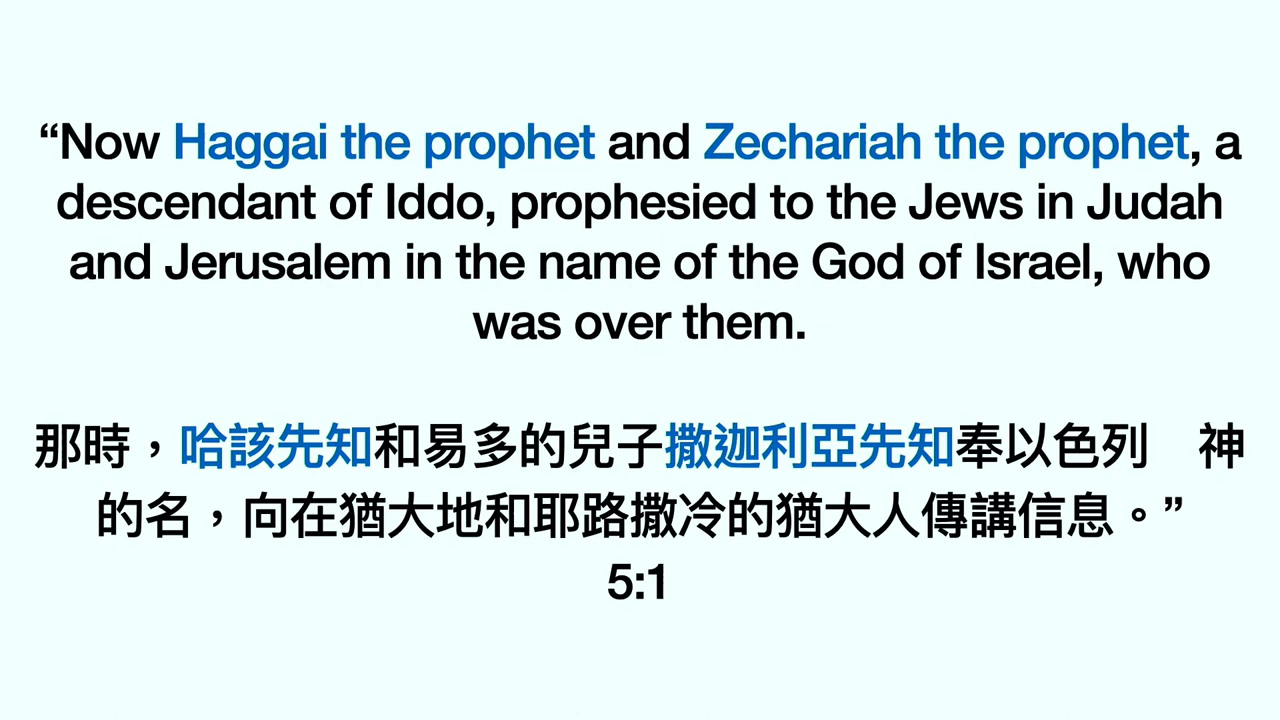 “Now Haggai the prophet and Zechariah the prophet, a
descendant of Iddo, prophesied to the Jews in Judah
and Jerusalem in the name of the God of Israel, who
was over them.
那時，哈該先知和易多的兒子撒迦利亞先知奉以色列　神
的名，向在猶大地和耶路撒冷的猶大人傳講信息。”
5:1